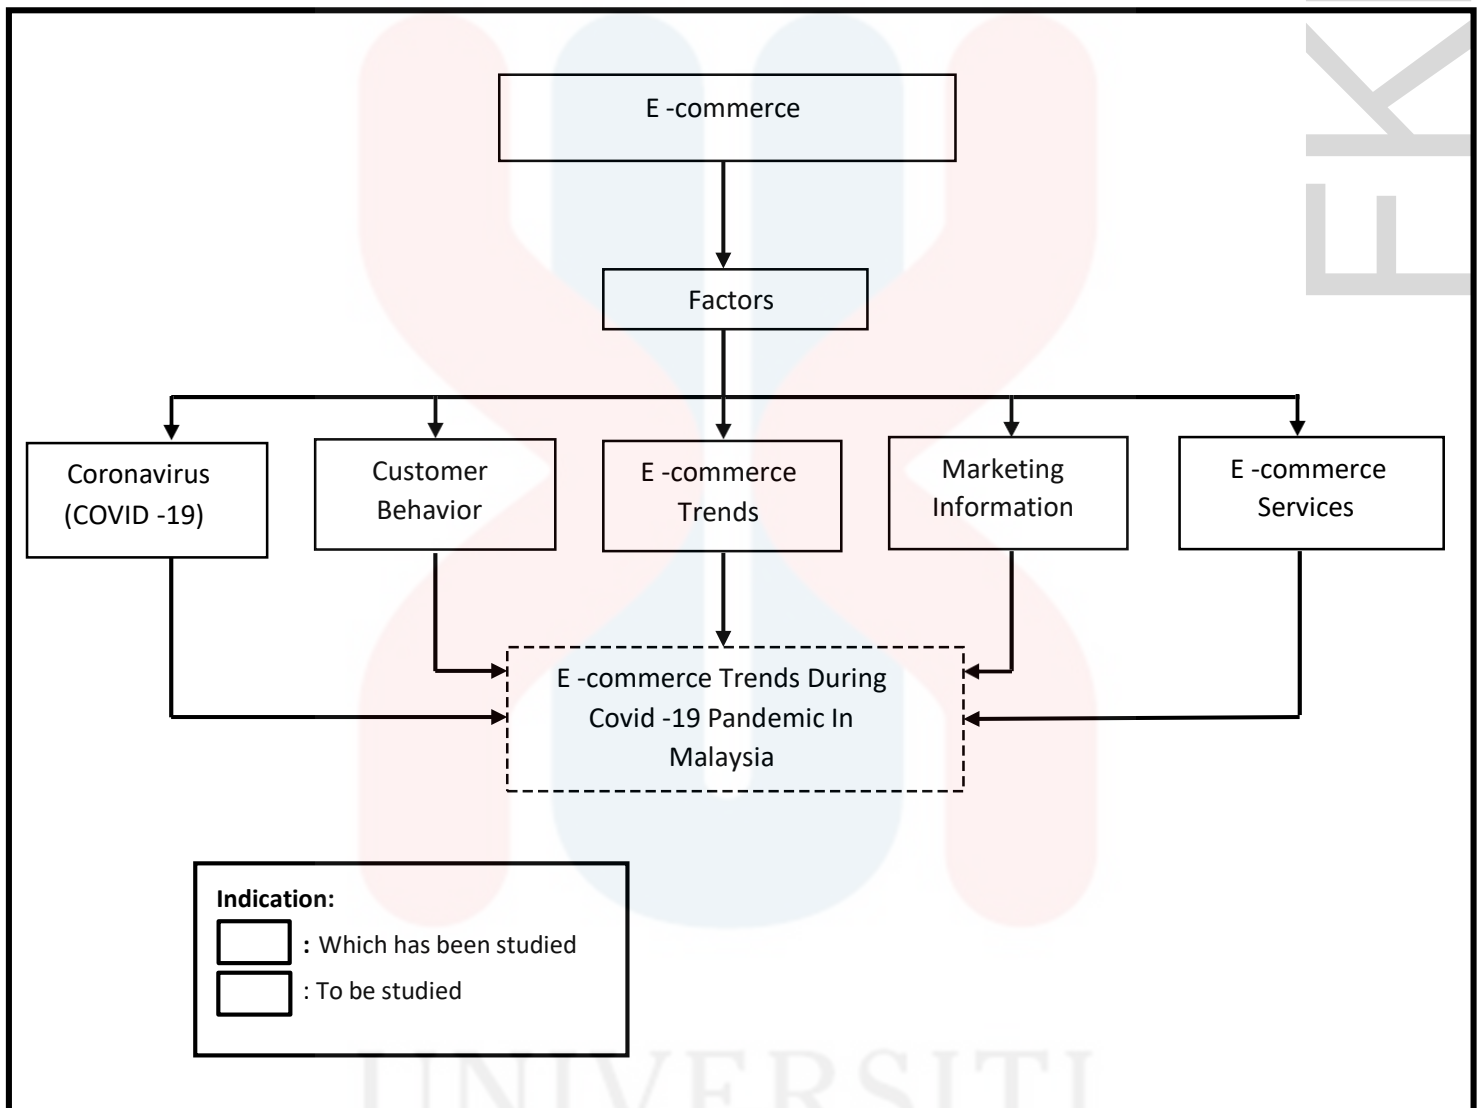 E -commerce
Factors
Coronavirus
(COVID -19)
Customer
Behavior
E -commerce
Trends
Marketing
Information
E -commerce
Services
E -commerce Trends During
Covid -19 Pandemic In
Malaysia
Indication:
: Which has been studied
: To be studied
UNIVERSITI
FK